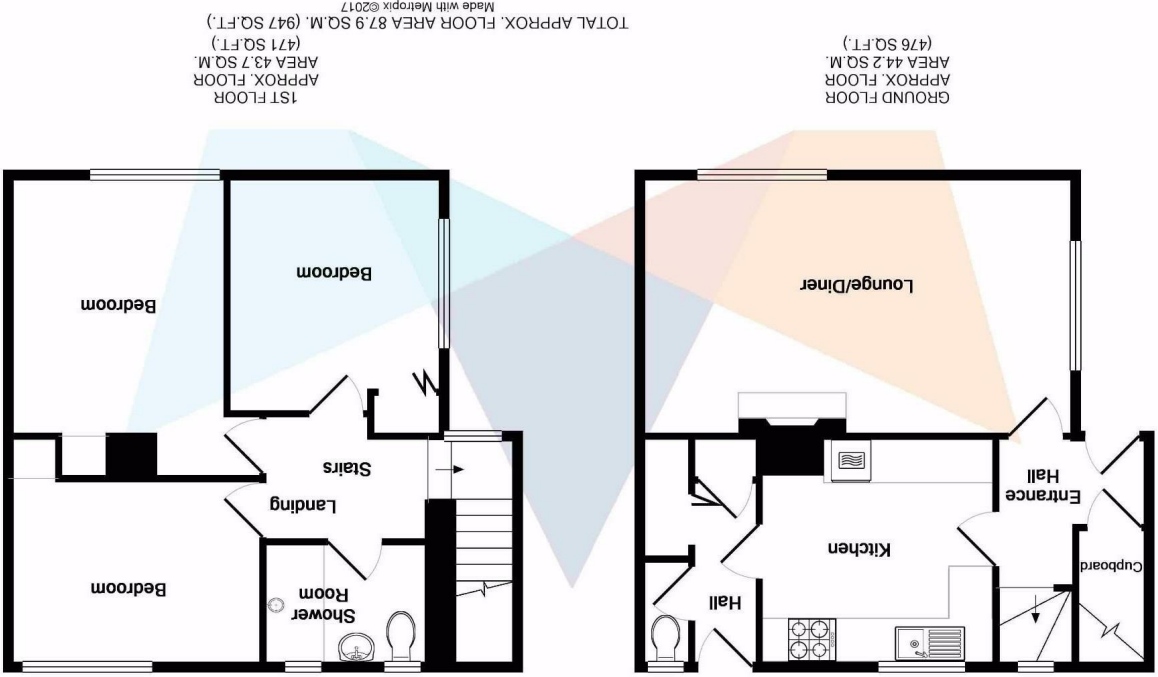 Hall
Kitchen
Cupboard
Entrance
Hall
Lounge/Diner
GROUND FLOOR
APPROX. FLOOR
AREA 44.2 SQ.M.
(476 SQ.FT.)
Shower
Room
Bedroom
Landing
Stairs
Bedroom
Bedroom
1ST FLOOR
APPROX. FLOOR
AREA 43.7 SQ.M.
(471 SQ.FT.)
TOTAL APPROX. FLOOR AREA 87.9 SQ.M. (947 SQ.FT.)
Made with Metropix ©2017